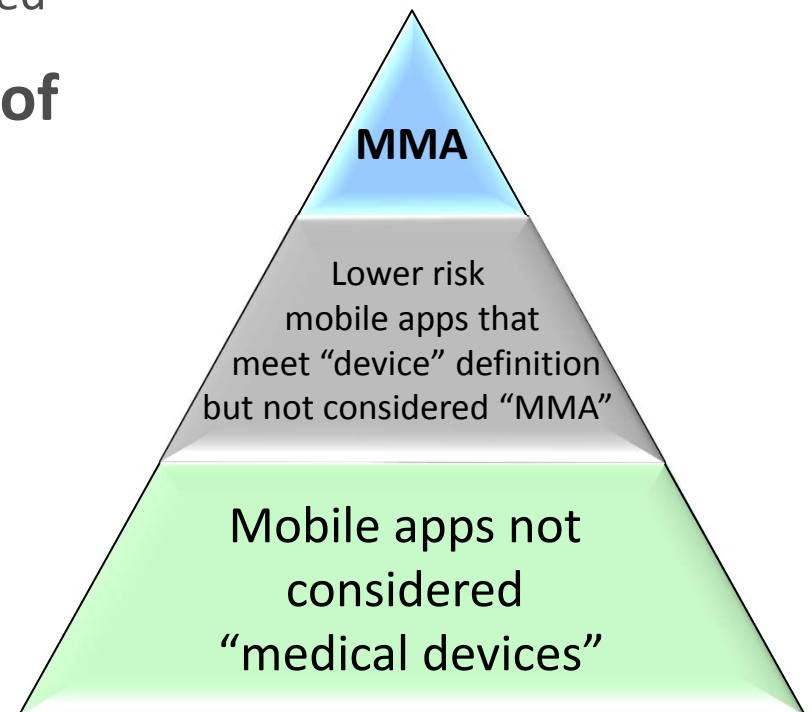 ed
of
MMA
Lower risk
mobile apps that
meet “device” definition
but not considered “MMA”
Mobile apps not
considered
“medical devices”